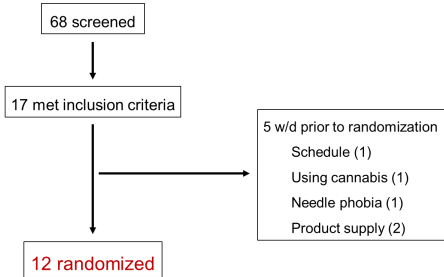 68 screened
17 met inclusion criteria
5 w/d prior to randomization
Schedule (1)
Using cannabis (1)
Needle phobia (1)
Product supply (2)
12 randomized